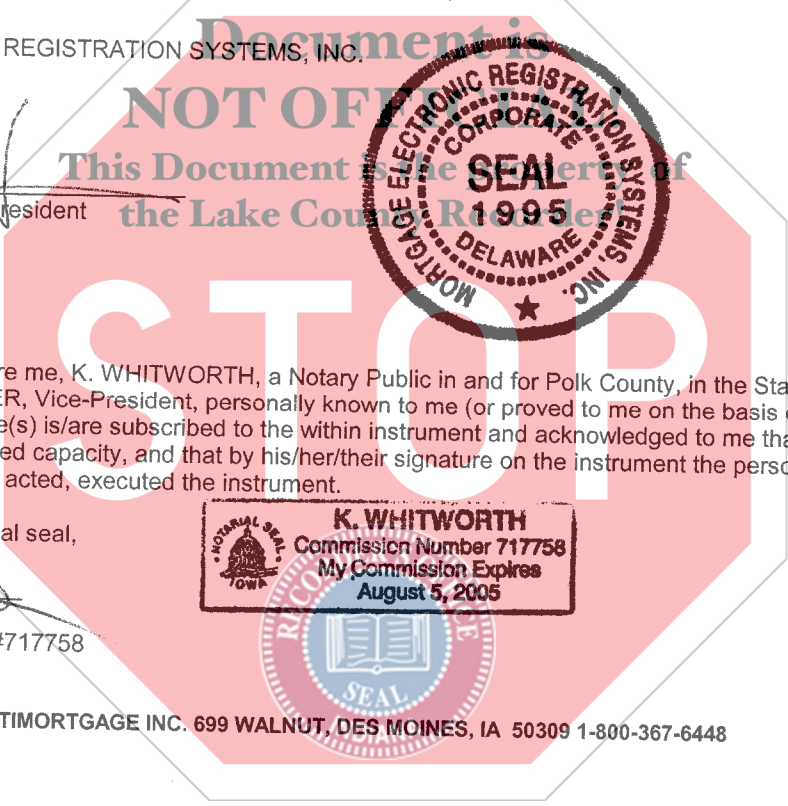 Document is
REGISTRATION SYSTEMS, INC.
NOT OFFICIAL!
This Document is the property of
the Lake County Recorder!
resident
MORTGAGE ELECTRONIC REGISTRATION SYSTEMS, INC.
CORPORATE
SEAL
1995
DELAWARE
STOP
re me, K. WHITWORTH, a Notary Public in and for Polk County, in the Sta
ER, Vice-President, personally known to me (or proved to me on the basis
e(s) is/are subscribed to the within instrument and acknowledged to me tha
ed capacity, and that by his/her/their signature on the instrument the perso
acted, executed the instrument.
al seal,
NOTARIAL SEAL
IOWA
K. WHITWORTH
Commission Number 717758
My Commission Expires
August 5, 2005
#717758
RECORDER'S OFFICE
SEAL
INDIANA
TIMORTGAGE INC. 699 WALNUT, DES MOINES, IA 50309 1-800-367-6448